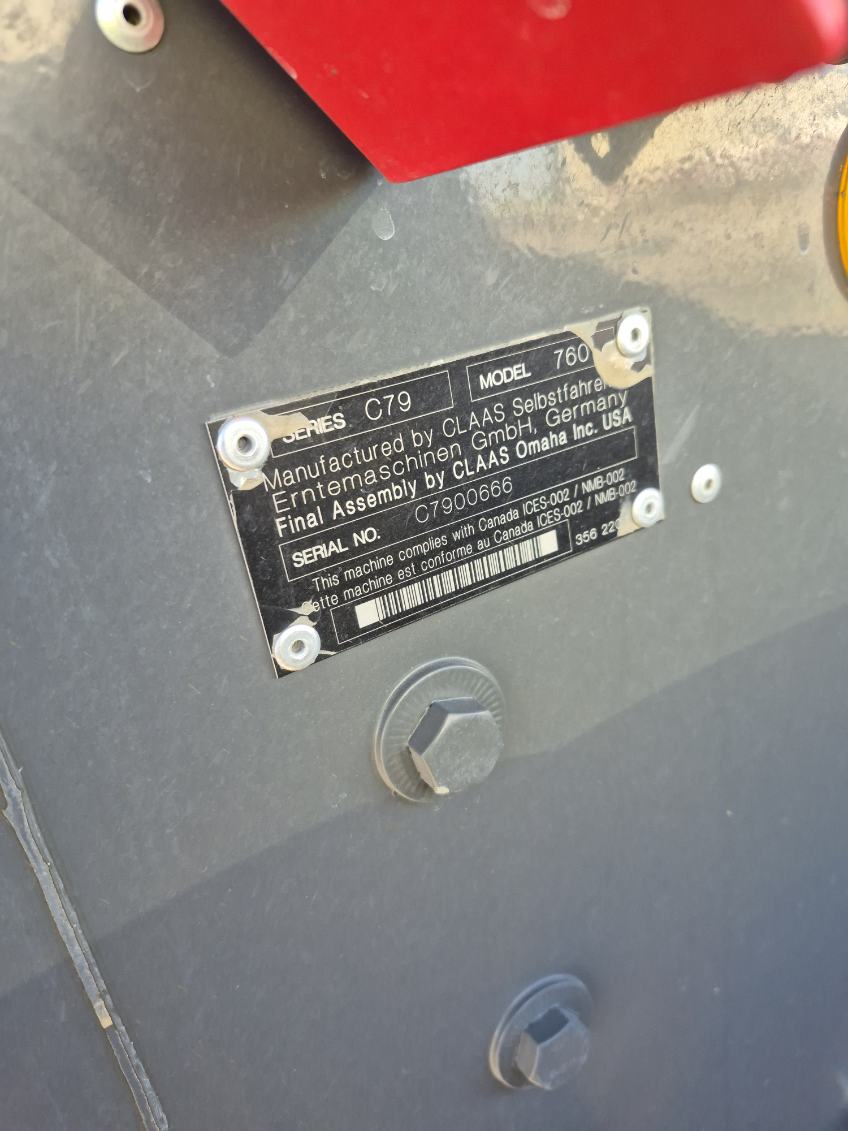 SERIES C79 MODEL 760
Manufactured by CLAAS Selbstfahrende
Erntemaschinen GmbH, Germany
Final Assembly by CLAAS Omaha Inc. USA
SERIAL NO. C7900666
This machine complies with Canada ICES-002 / NMB-002
Cette machine est conforme au Canada ICES-002 / NMB-002
356 22